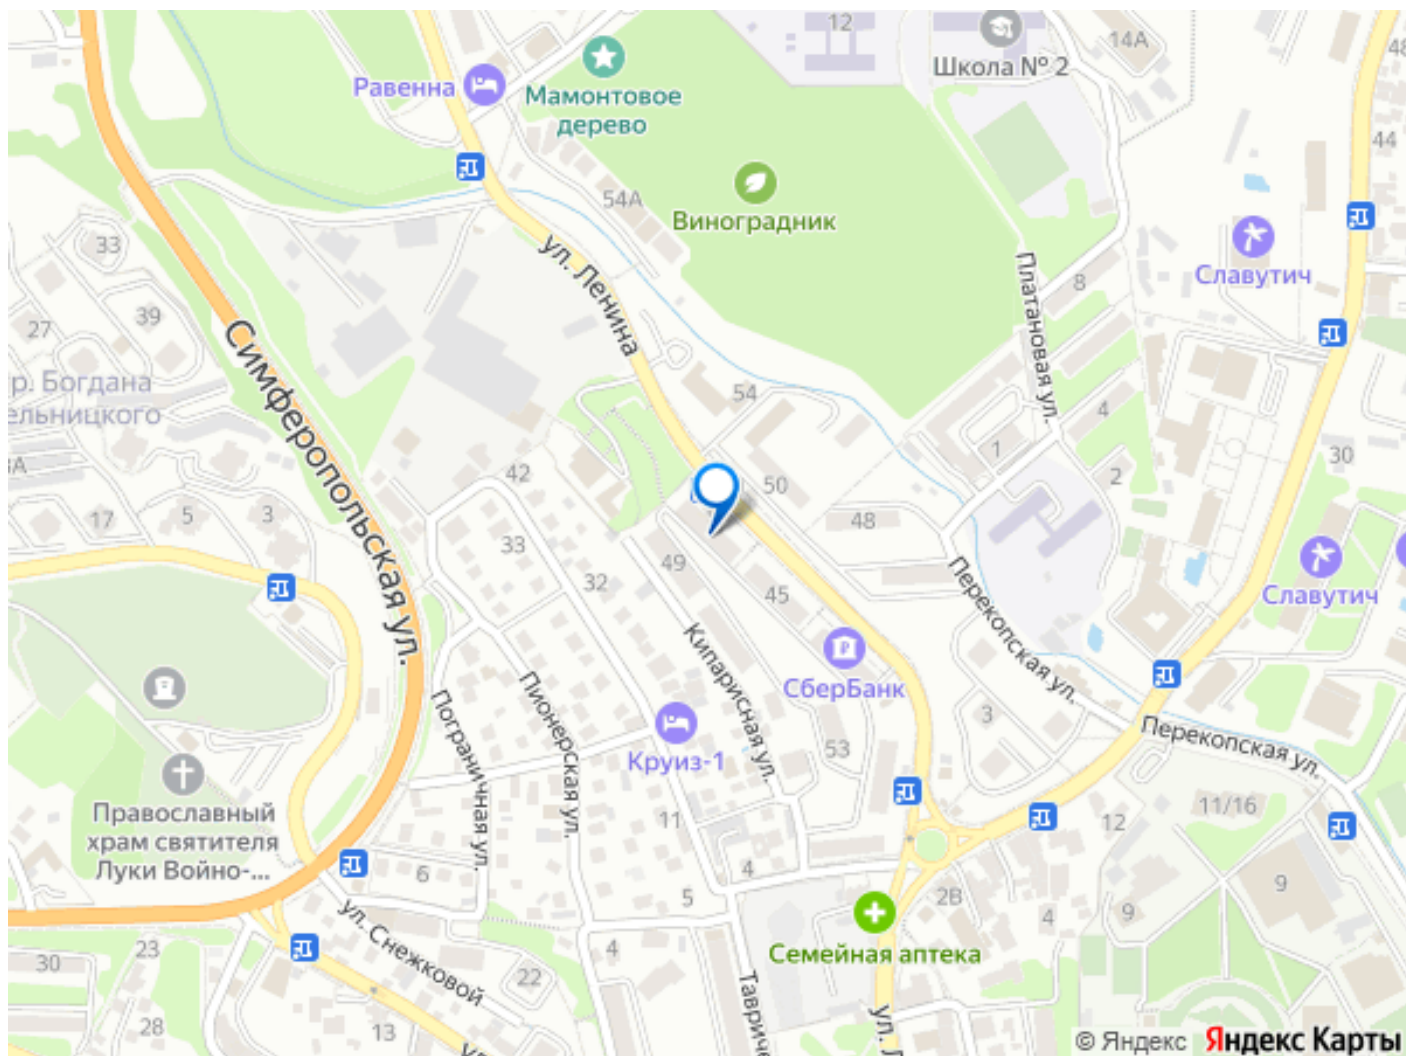 12
Школа № 2
14А
48
Равенна
Мамонтовое
дерево
44
54А
Виноградник
ул. Ленина
Славутич
33
8
39
27
Платановая ул.
Симферопольская ул.
р. Богдана
ельницкого
54
4
1
2
30
42
50
48
17
5
3
33
49
32
45
Славутич
Перекопская ул.
Кипарисная ул.
СберБанк
Пионерская ул.
Пограничная ул.
3
Перекопская ул.
Круиз-1
53
Православный
храм святителя
Луки Войно-...
11
12
11/16
6
4
5
2В
9
9
4
ул. Снежковой
Семейная аптека
23
30
4
22
Тавриче
28
13
ул. Л
© Яндекс Яндекс Карты